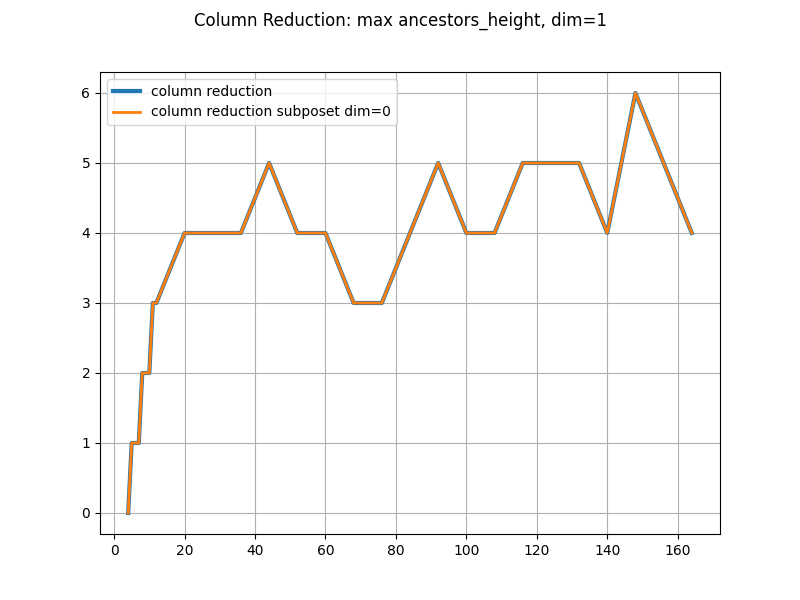 Column Reduction: max ancestors_height, dim=1
column reduction
column reduction subposet dim=0
6
5
4
3
2
1
0
0 20 40 60 80 100 120 140 160